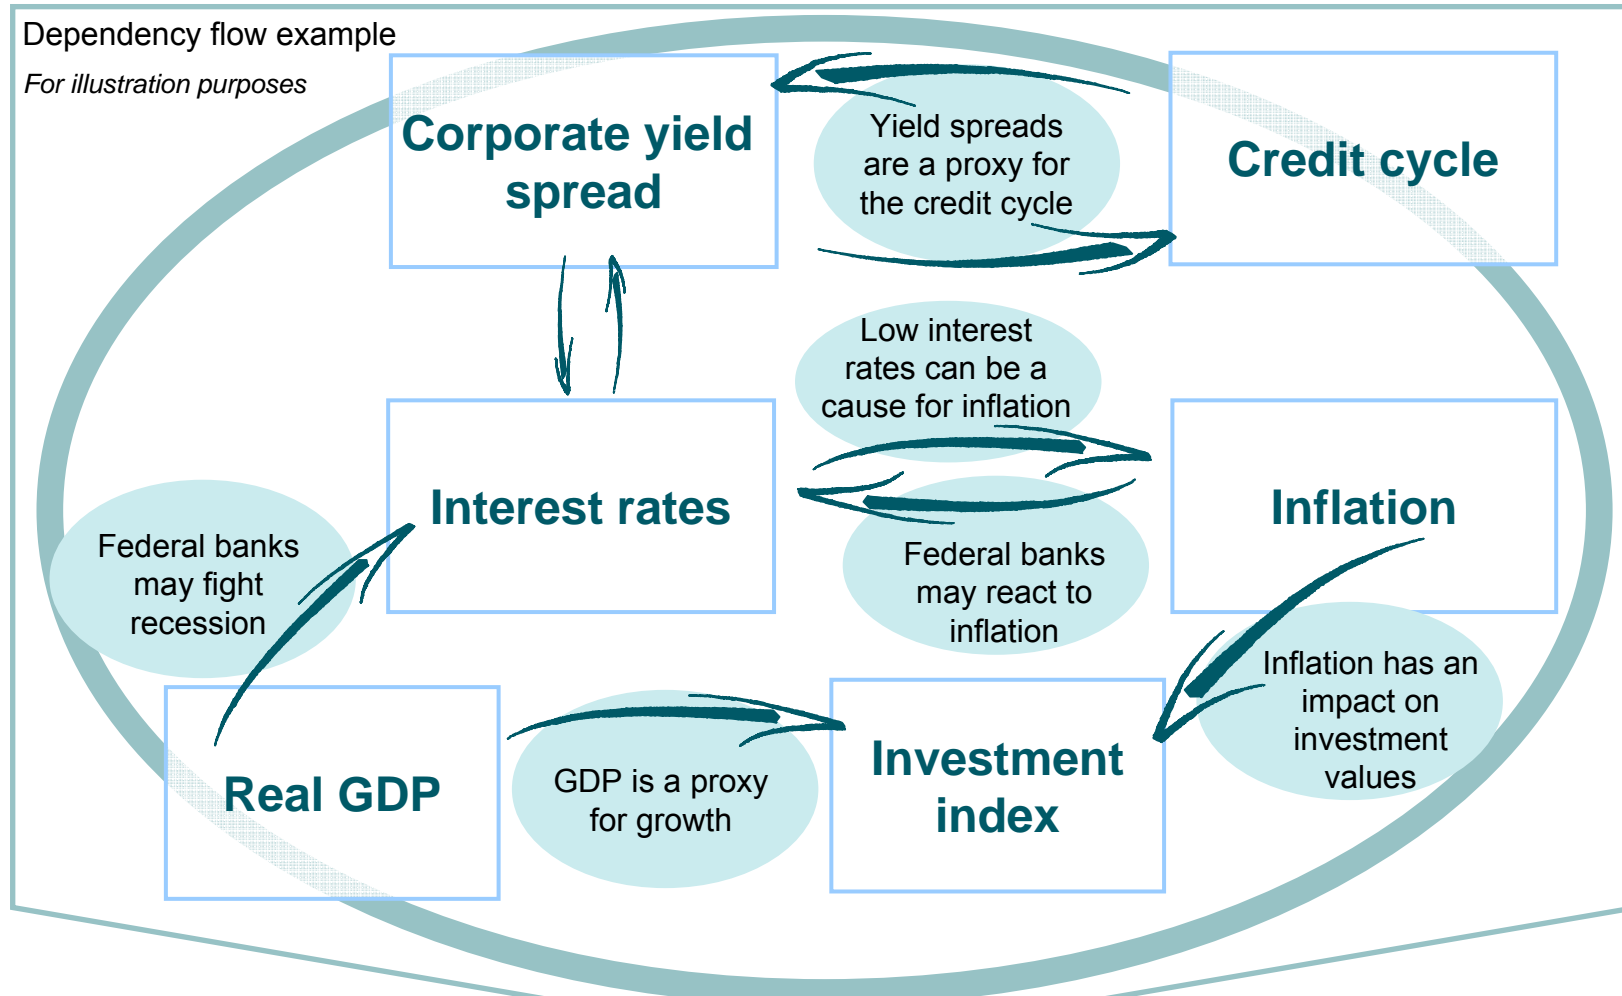 Dependency flow example
For illustration purposes
Corporate yield
spread
Yield spreads
are a proxy for
the credit cycle
Credit cycle
Low interest
rates can be a
cause for inflation
Interest rates
Inflation
Federal banks
may fight
recession
Federal banks
may react to
inflation
Inflation has an
impact on
investment
values
Real GDP
GDP is a proxy
for growth
Investment
index